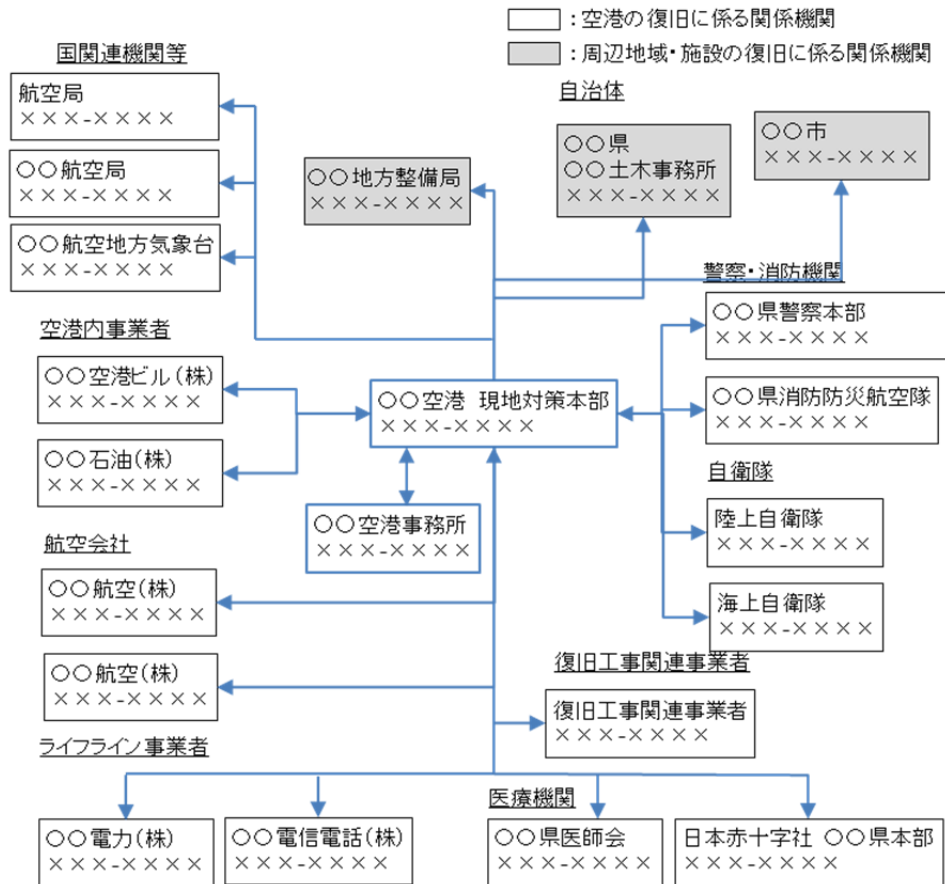 ：空港の復旧に係る関係機関
：周辺地域・施設の復旧に係る関係機関
国関連機関等
航空局
×××-××××
○○航空局
×××-××××
○○航空地方気象台
×××-××××
○○地方整備局
×××-××××
自治体
○○県
○○土木事務所
×××-××××
○○市
×××-××××
警察・消防機関
○○県警察本部
×××-××××
○○県消防防災航空隊
×××-××××
空港内事業者
○○空港ビル（株）
×××-××××
○○石油（株）
×××-××××
○○空港 現地対策本部
×××-××××
○○空港事務所
×××-××××
自衛隊
陸上自衛隊
×××-××××
海上自衛隊
×××-××××
航空会社
○○航空（株）
×××-××××
○○航空（株）
×××-××××
復旧工事関連事業者
復旧工事関連事業者
×××-××××
ライフライン事業者
○○電力（株）
×××-××××
○○電信電話（株）
×××-××××
医療機関
○○県医師会
×××-××××
日本赤十字社 ○○県本部
×××-××××